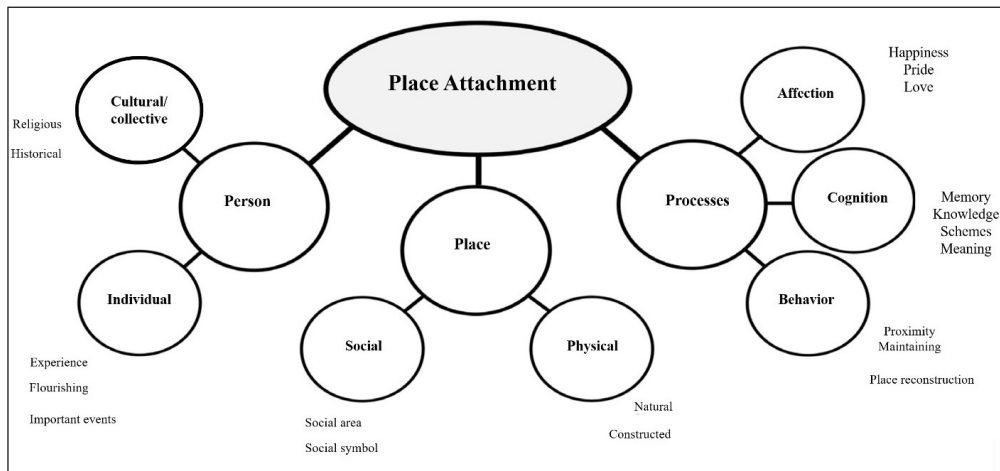 Place Attachment
Cultural/
collective
Religious
Historical
Person
Individual
Experience
Flourishing
Important events
Place
Social
Social area
Social symbol
Physical
Natural
Constructed
Processes
Affection
Happiness
Pride
Love
Cognition
Memory
Knowledge
Schemes
Meaning
Behavior
Proximity
Maintaining
Place reconstruction